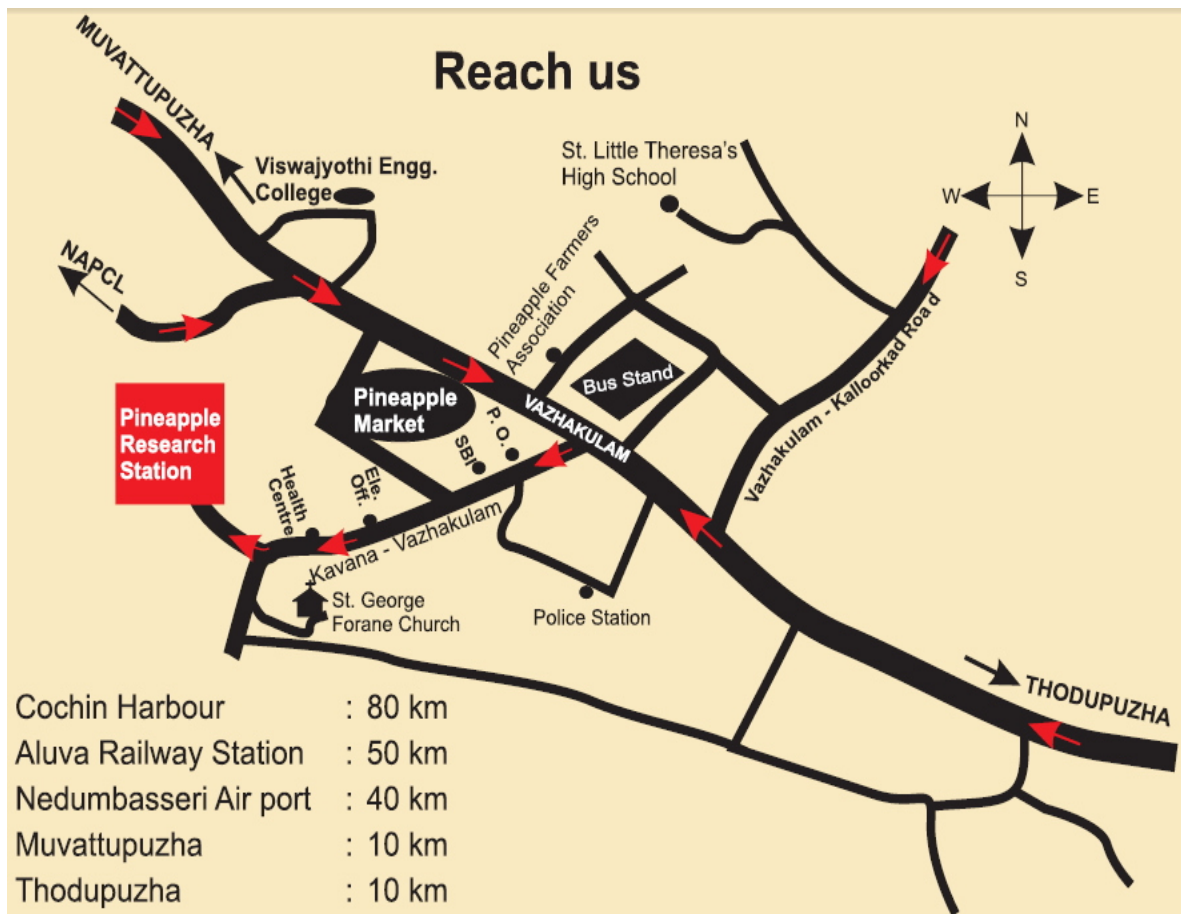 Reach us
MUVATTUPUZHA
Viswajyothi Engg.
College
St. Little Theresa's
High School
N
W
E
S
NAPCL
Pineapple Farmers
Association
Bus Stand
Vazhakulam - Kalloorkad Road
Pineapple
Research
Station
Pineapple
Market
VAZHAKULAM
P. O.
SBI
Ele.
Off.
Health
Centre
Kavana - Vazhakulam
St. George
Forane Church
Police Station
THODUPUZHA
Cochin Harbour : 80 km
Aluva Railway Station : 50 km
Nedumbasseri Air port : 40 km
Muvattupuzha : 10 km
Thodupuzha : 10 km